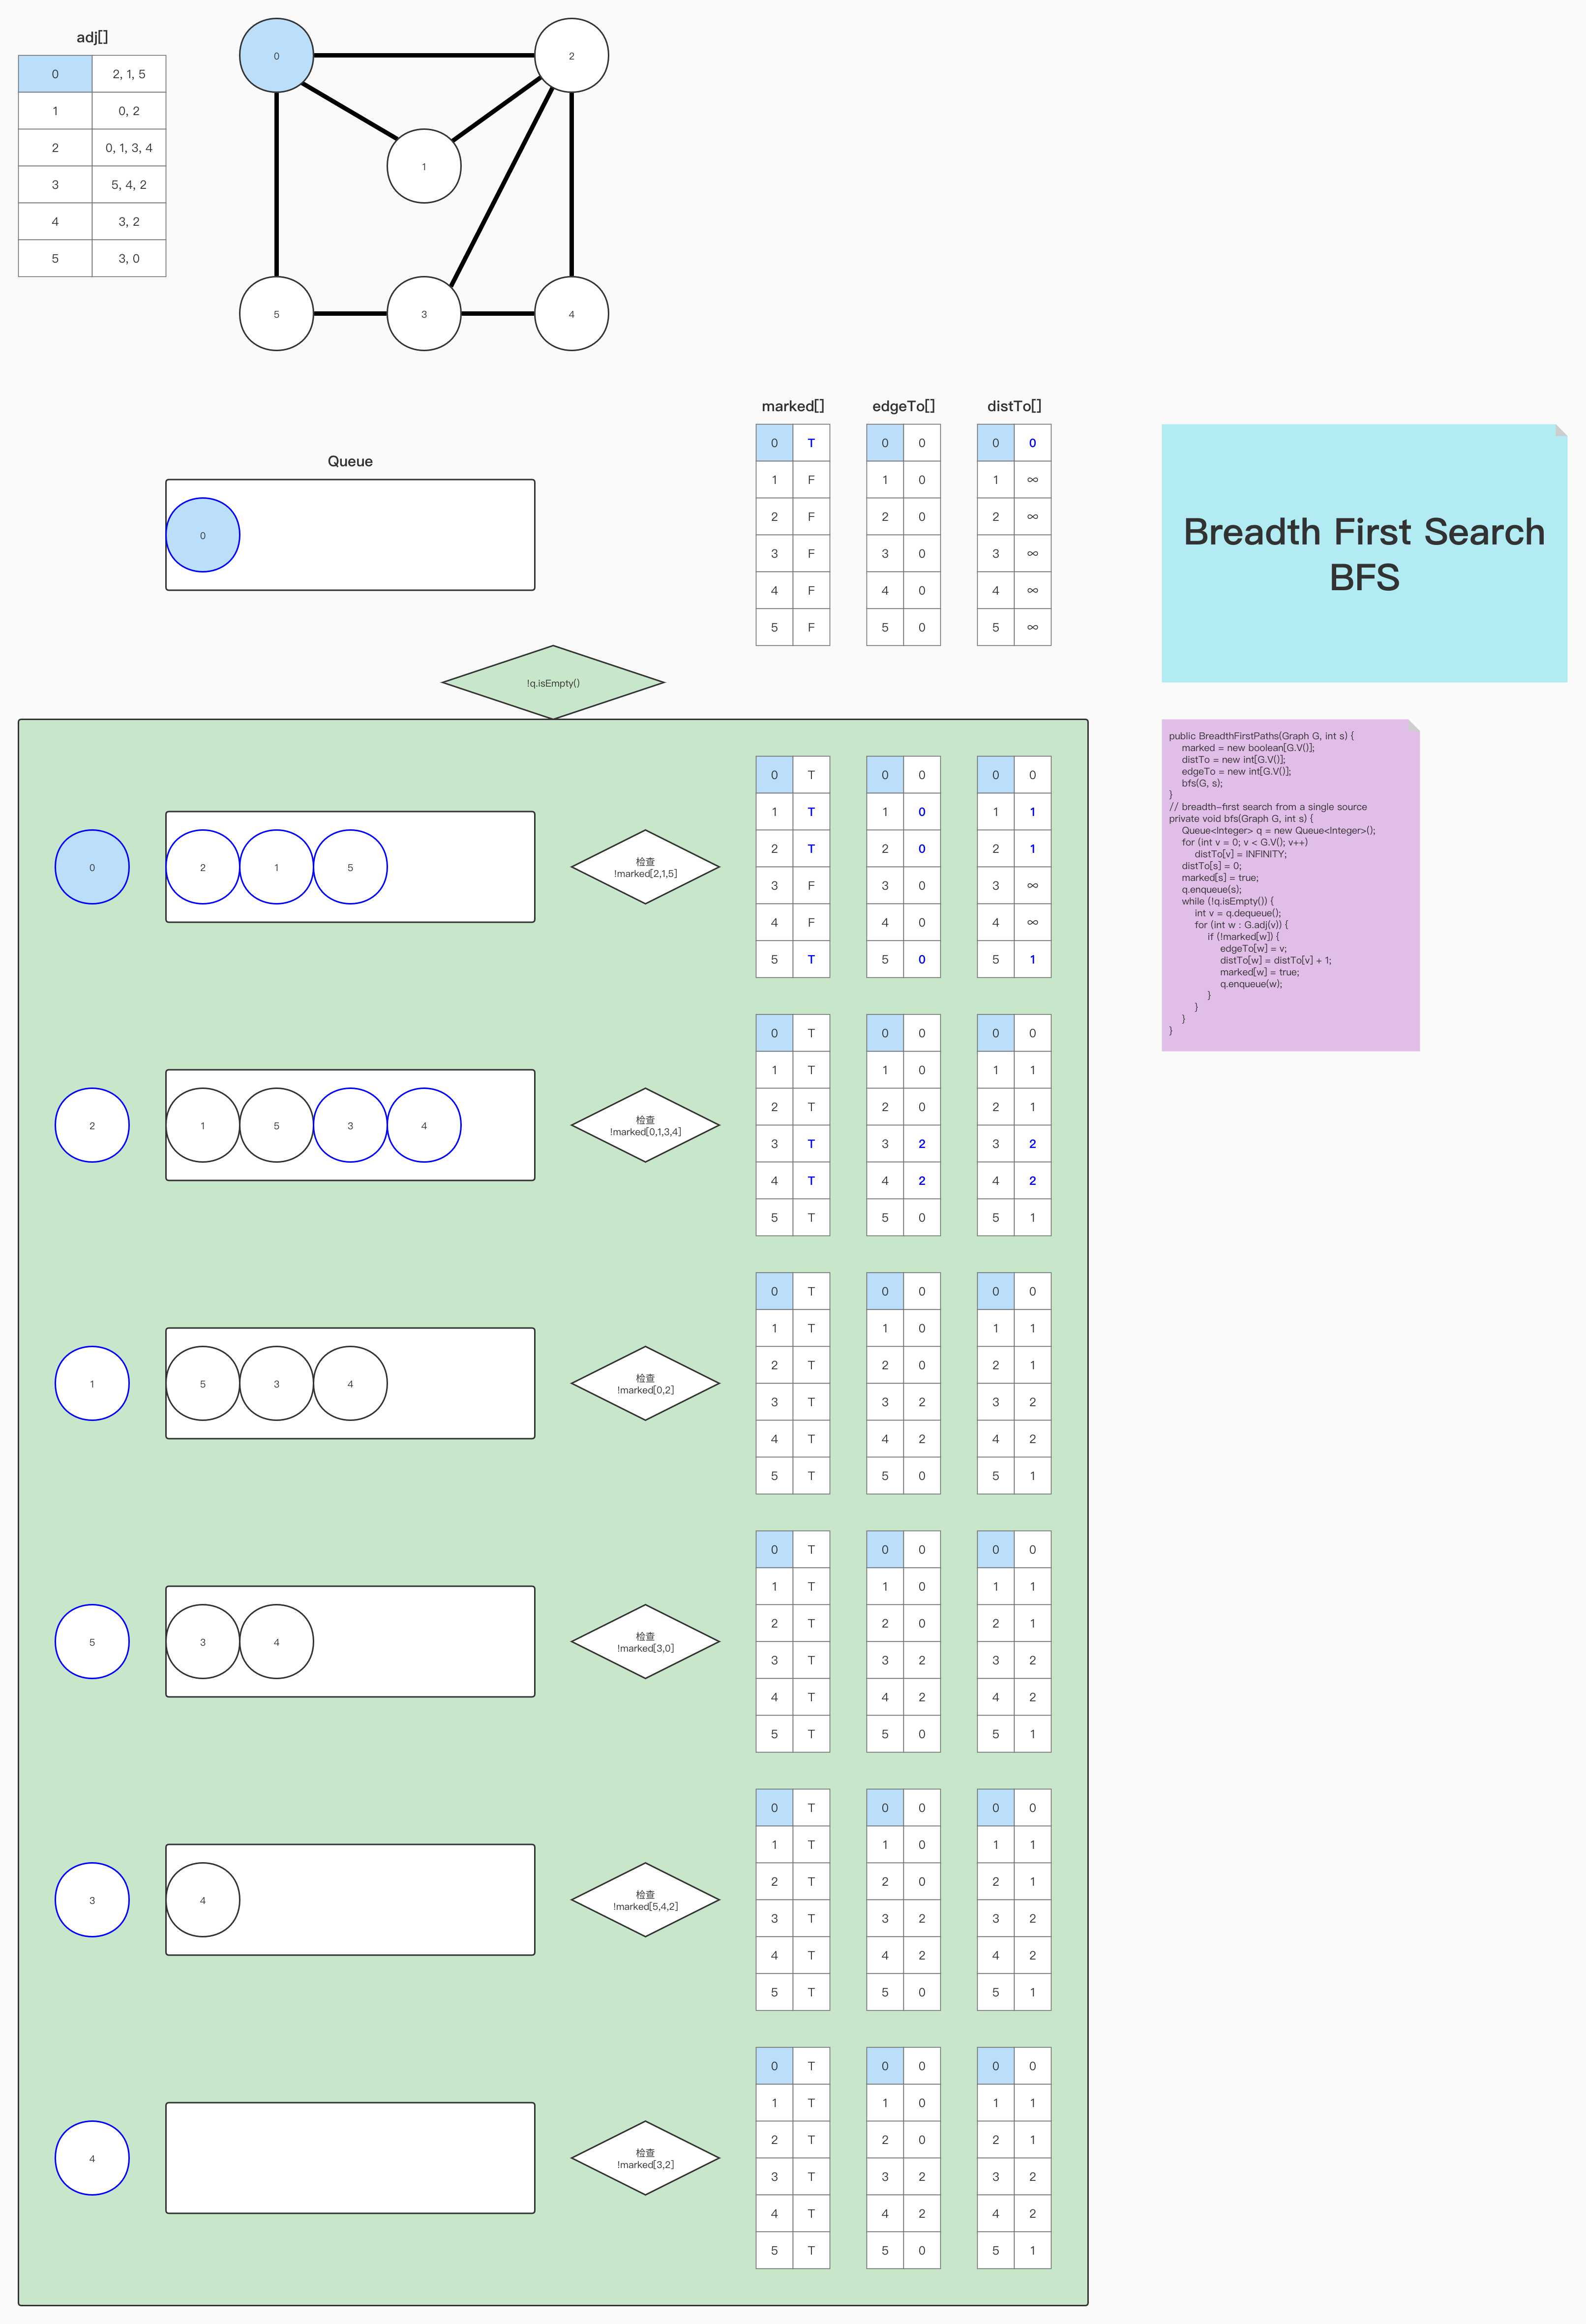 adj[]
0 2, 1, 5
1 0, 2
2 0, 1, 3, 4
3 5, 4, 2
4 3, 2
5 3, 0
0
2
1
5
3
4
marked[] edgeTo[] distTo[]
0 T 0 0 0 0
1 F 1 0 1 ∞
2 F 2 0 2 ∞
3 F 3 0 3 ∞
4 F 4 0 4 ∞
5 F 5 0 5 ∞
Queue
0
Breadth First Search
BFS
!q.isEmpty()
public BreadthFirstPaths(Graph G, int s) {
marked = new boolean[G.V()];
distTo = new int[G.V()];
edgeTo = new int[G.V()];
bfs(G, s);
}
// breadth-first search from a single source
private void bfs(Graph G, int s) {
Queue<Integer> q = new Queue<Integer>();
for (int v = 0; v < G.V(); v++)
distTo[v] = INFINITY;
distTo[s] = 0;
marked[s] = true;
q.enqueue(s);
while (!q.isEmpty()) {
int v = q.dequeue();
for (int w : G.adj(v)) {
if (!marked[w]) {
edgeTo[w] = v;
distTo[w] = distTo[v] + 1;
marked[w] = true;
q.enqueue(w);
}
}
}
}
0
2 1 5
检查
!marked[2,1,5]
0 T 0 0 0 0
1 T 1 0 1 1
2 T 2 0 2 1
3 F 3 0 3 ∞
4 F 4 0 4 ∞
5 T 5 0 5 1
2
1 5 3 4
检查
!marked[0,1,3,4]
0 T 0 0 0 0
1 T 1 0 1 1
2 T 2 0 2 1
3 T 3 2 3 2
4 T 4 2 4 2
5 T 5 0 5 1
1
5 3 4
检查
!marked[0,2]
0 T 0 0 0 0
1 T 1 0 1 1
2 T 2 0 2 1
3 T 3 2 3 2
4 T 4 2 4 2
5 T 5 0 5 1
5
3 4
检查
!marked[3,0]
0 T 0 0 0 0
1 T 1 0 1 1
2 T 2 0 2 1
3 T 3 2 3 2
4 T 4 2 4 2
5 T 5 0 5 1
3
4
检查
!marked[5,4,2]
0 T 0 0 0 0
1 T 1 0 1 1
2 T 2 0 2 1
3 T 3 2 3 2
4 T 4 2 4 2
5 T 5 0 5 1
4
检查
!marked[3,2]
0 T 0 0 0 0
1 T 1 0 1 1
2 T 2 0 2 1
3 T 3 2 3 2
4 T 4 2 4 2
5 T 5 0 5 1